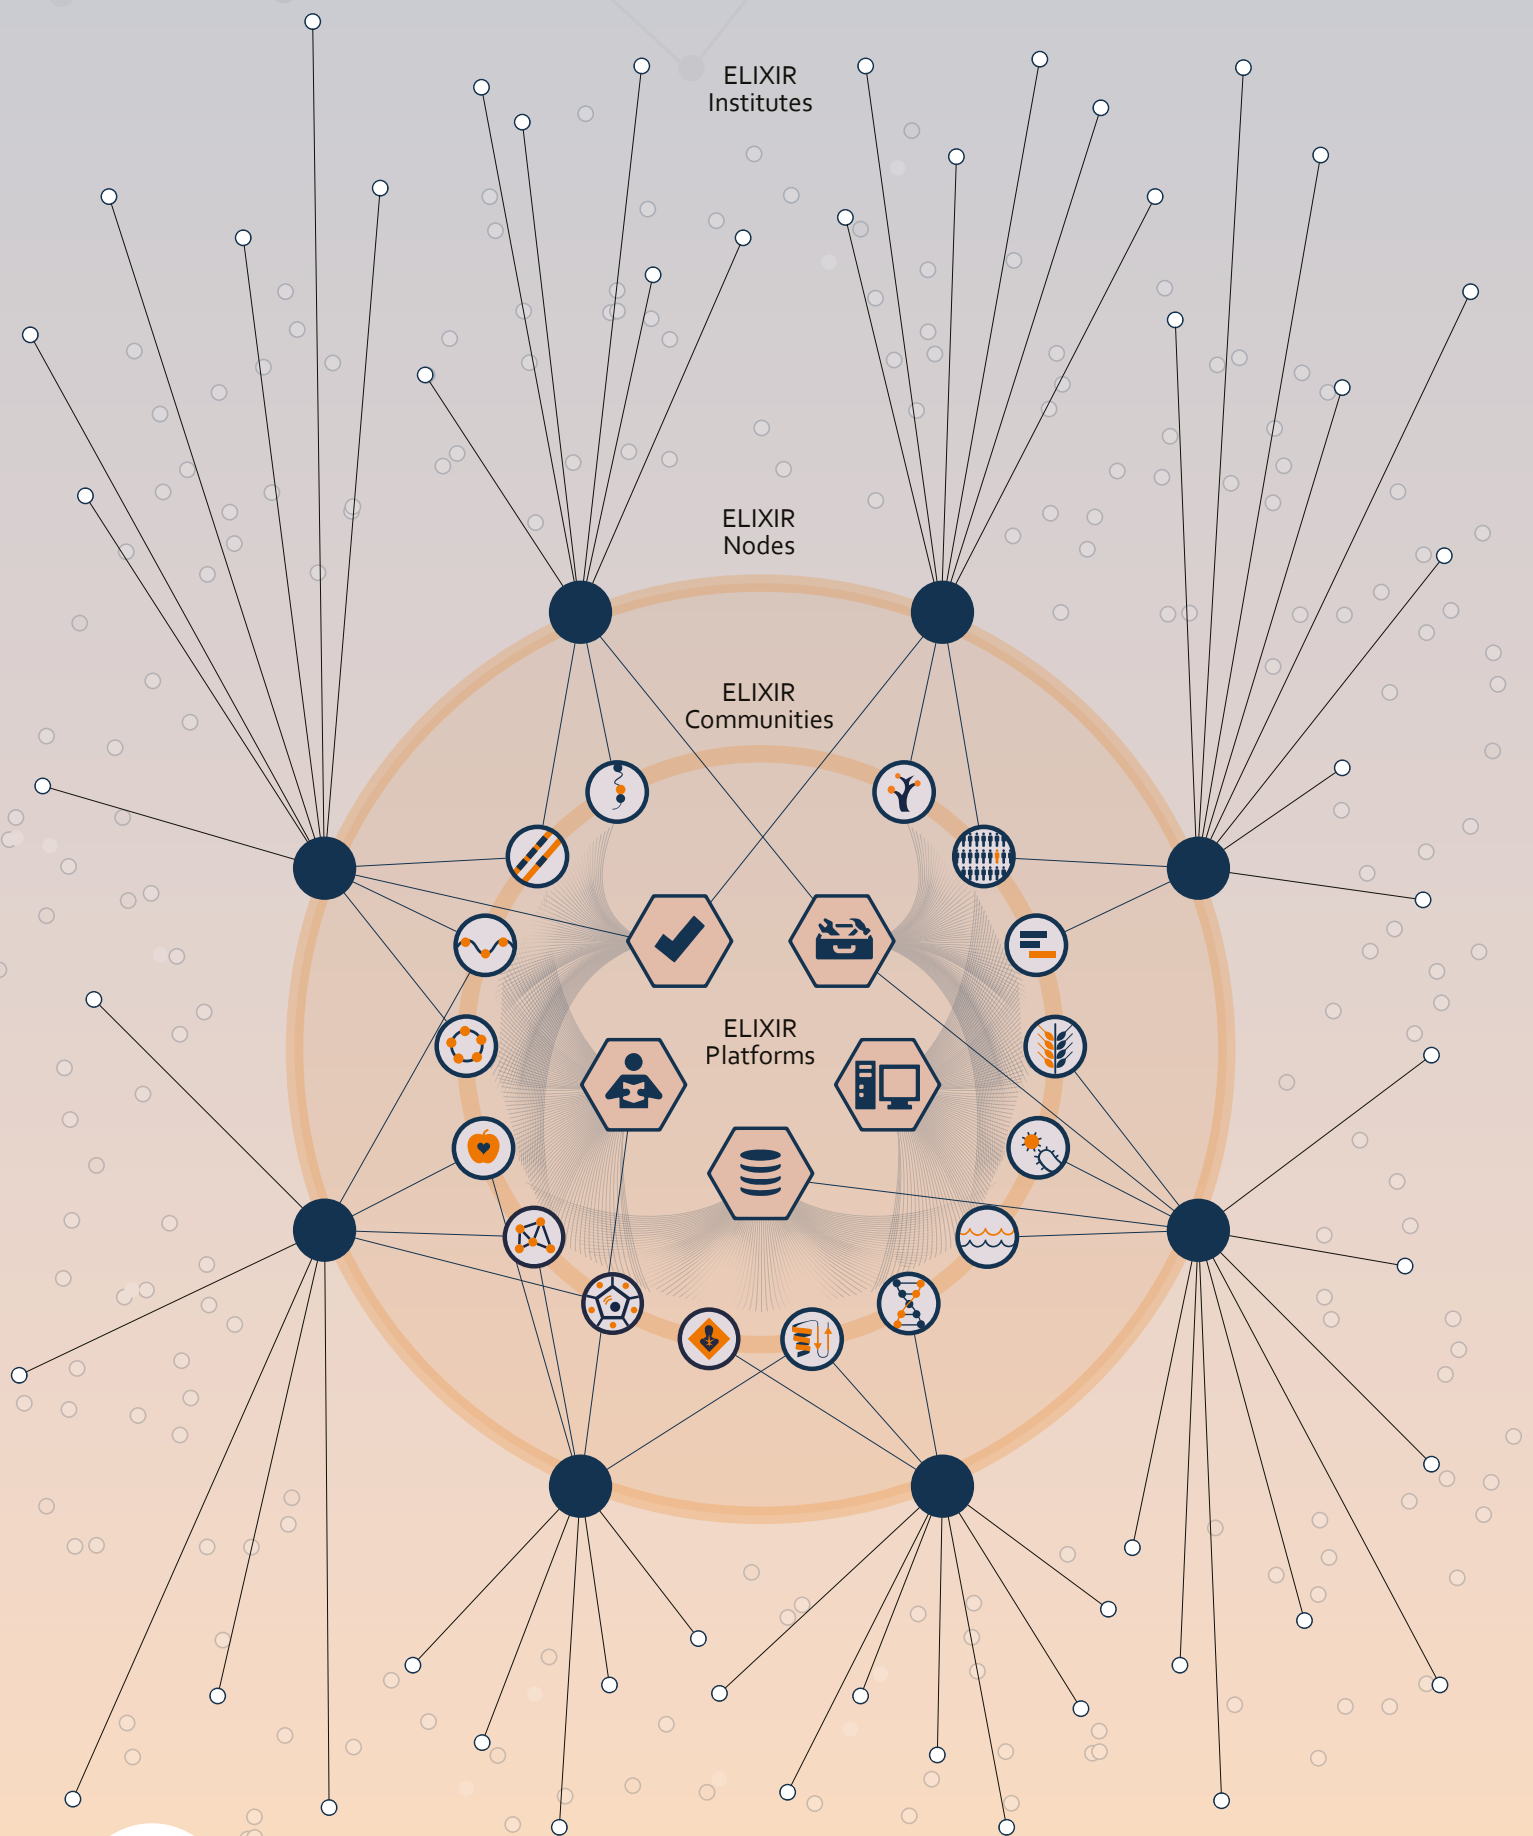 ELIXIR
Institutes
ELIXIR
Nodes
ELIXIR
Communities
ELIXIR
Platforms